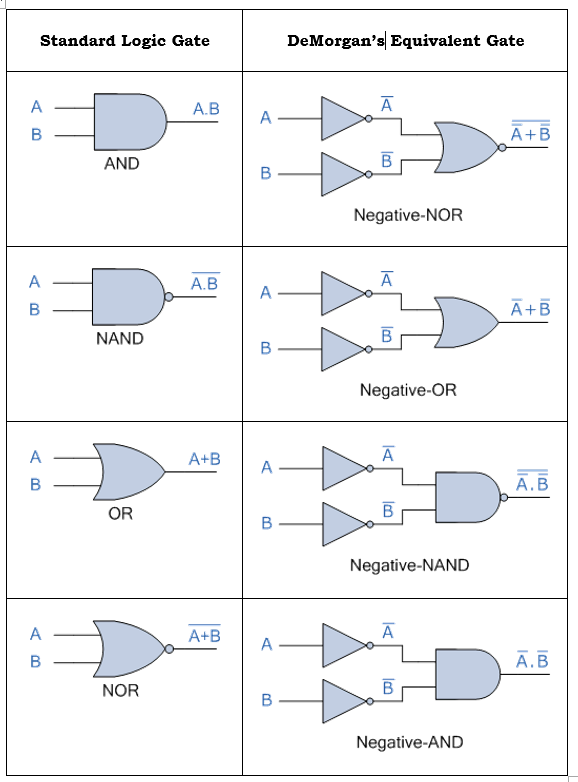 Standard Logic Gate
DeMorgan's Equivalent Gate
A
B
A.B
AND
A
B
A̅
B̅
A̅+B̅
Negative-NOR
A
B
A.B
NAND
A
B
A̅
B̅
A̅+B̅
Negative-OR
A
B
A+B
OR
A
B
A̅
B̅
A̅.B̅
Negative-NAND
A
B
A+B
NOR
A
B
A̅
B̅
A̅.B̅
Negative-AND